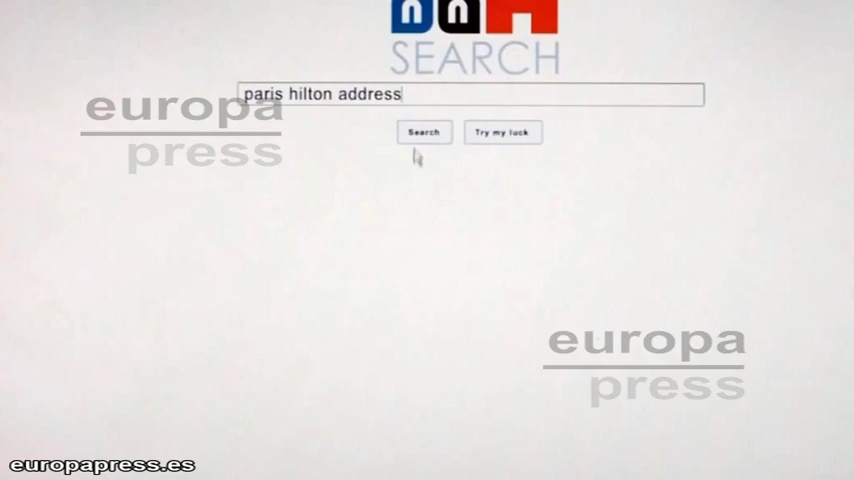 SEARCH
paris hilton address
europa
press
Search
Try my luck
europa
press
europapress.es